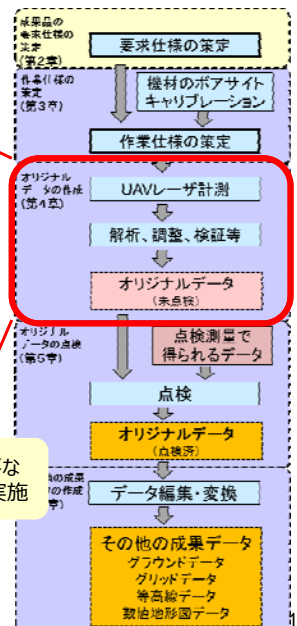 成果品の
要求仕様の
策定
(第2章)
要求仕様の策定
作業仕様の
策定
(第3章)
機材のボアサイト
キャリブレーション
作業仕様の策定
オリジナル
データの作成
(第4章)
UAVレーザ計測
解析、調整、検証等
オリジナルデータ
(未点検)
オリジナル
データの点検
(第5章)
点検測量で
得られるデータ
点検
オリジナルデータ
(点検済)
な
実施
の成果
の作成
章)
データ編集・変換
その他の成果データ
グラウンドデータ
グリッドデータ
等高線データ
数値地形図データ
1